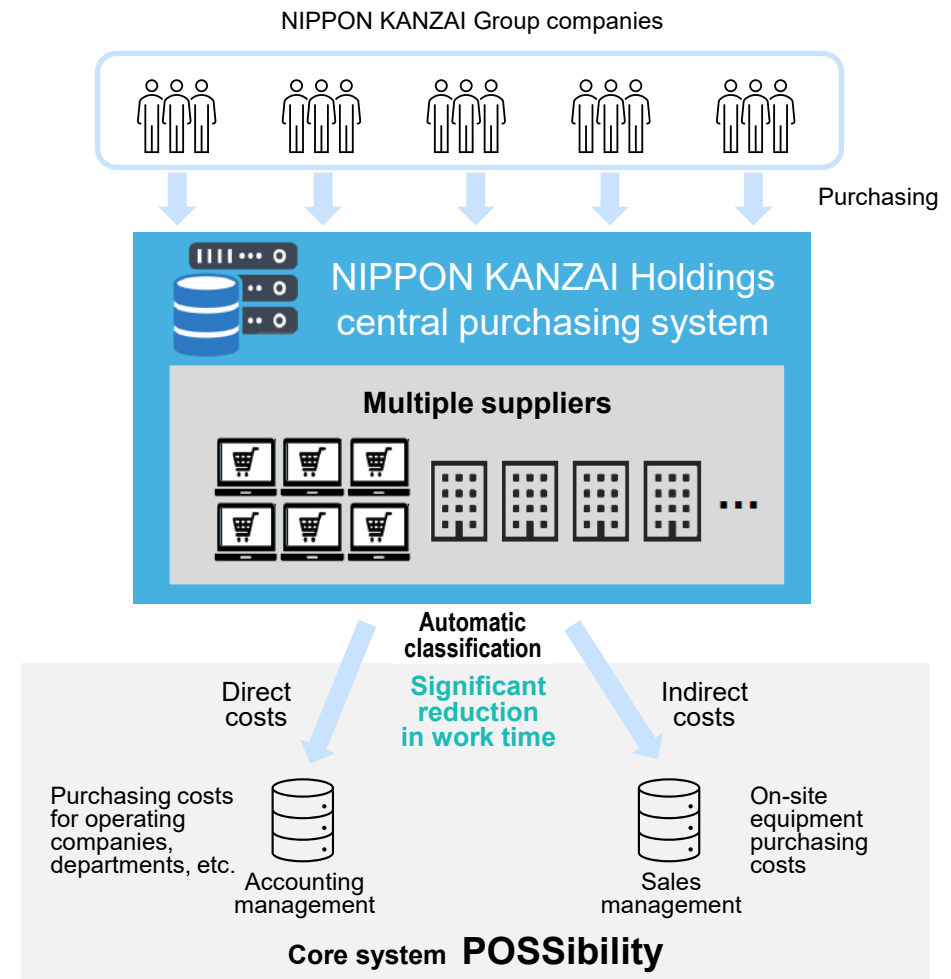 NIPPON KANZAI Group companies
Purchasing
NIPPON KANZAI Holdings
central purchasing system
Multiple suppliers
...
Automatic
classification
Significant
reduction
in work time
Direct
costs
Indirect
costs
Purchasing costs
for operating
companies,
departments, etc.
Accounting
management
Sales
management
On-site
equipment
purchasing
costs
Core system POSSibility